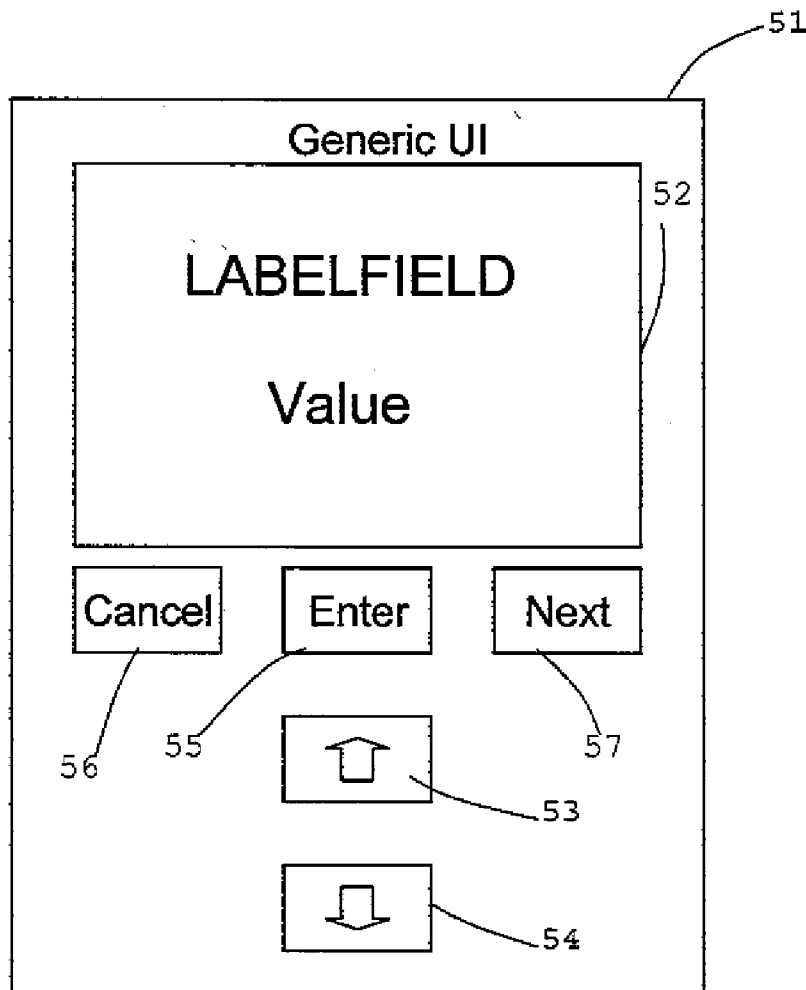 51
Generic UI
52
LABELFIELD
Value
Cancel Enter Next
56 55 57
53
54